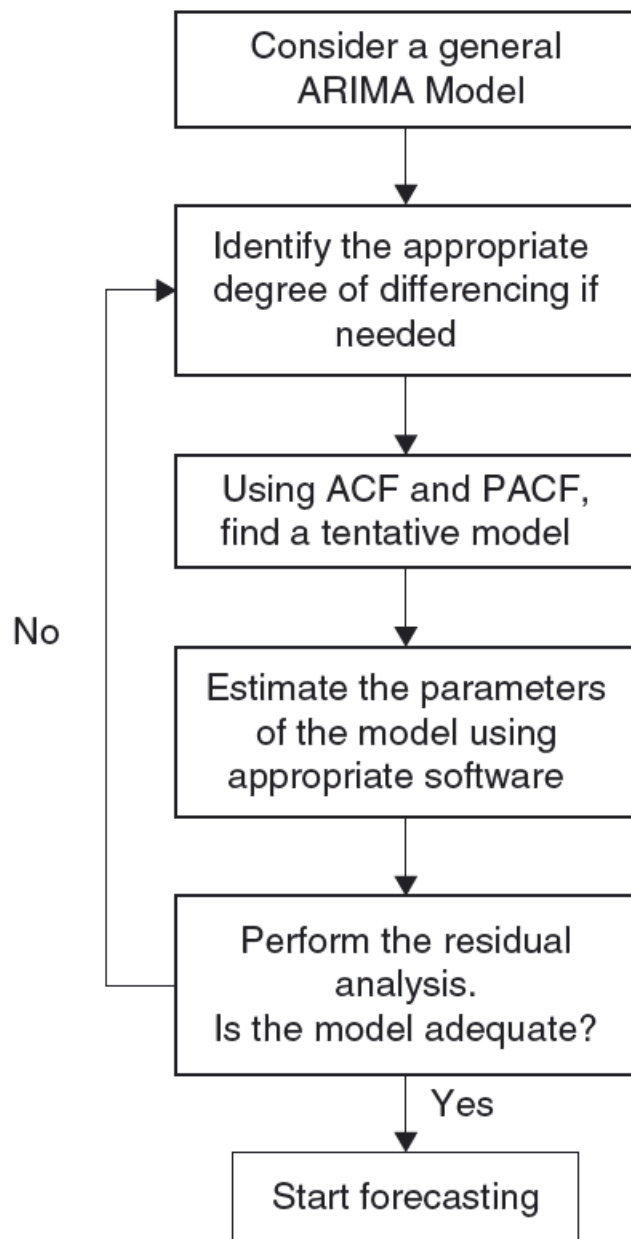 Consider a general
ARIMA Model
Identify the appropriate
degree of differencing if
needed
Using ACF and PACF,
find a tentative model
No
Estimate the parameters
of the model using
appropriate software
Perform the residual
analysis.
Is the model adequate?
Yes
Start forecasting